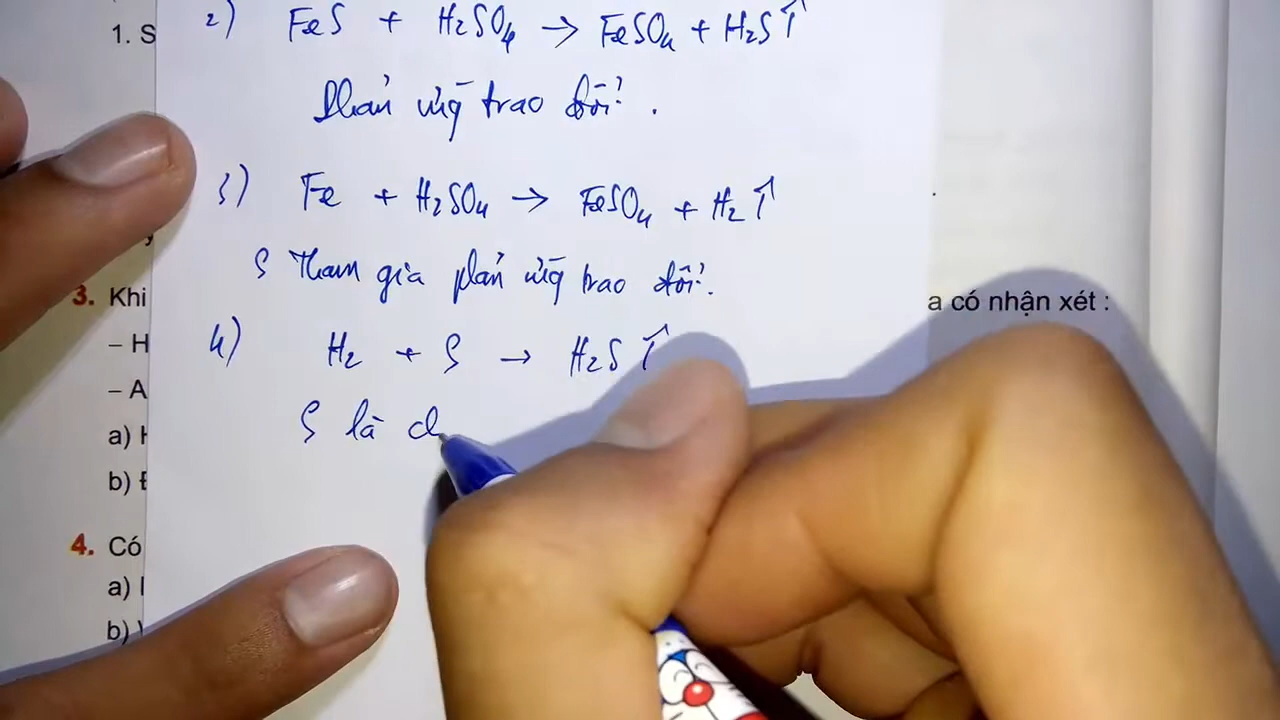 1. S
2) FeS + H₂SO₄ → FeSO₄ + H₂S↑
Phản ứng trao đổi.
3) Fe + H₂SO₄ → FeSO₄ + H₂↑
S tham gia phản ứng trao đổi.
3. Khi
a có nhận xét :
4) H₂ + S → H₂S↑
– H
– A
S là c
a)
b)
4. Có
a)
b)